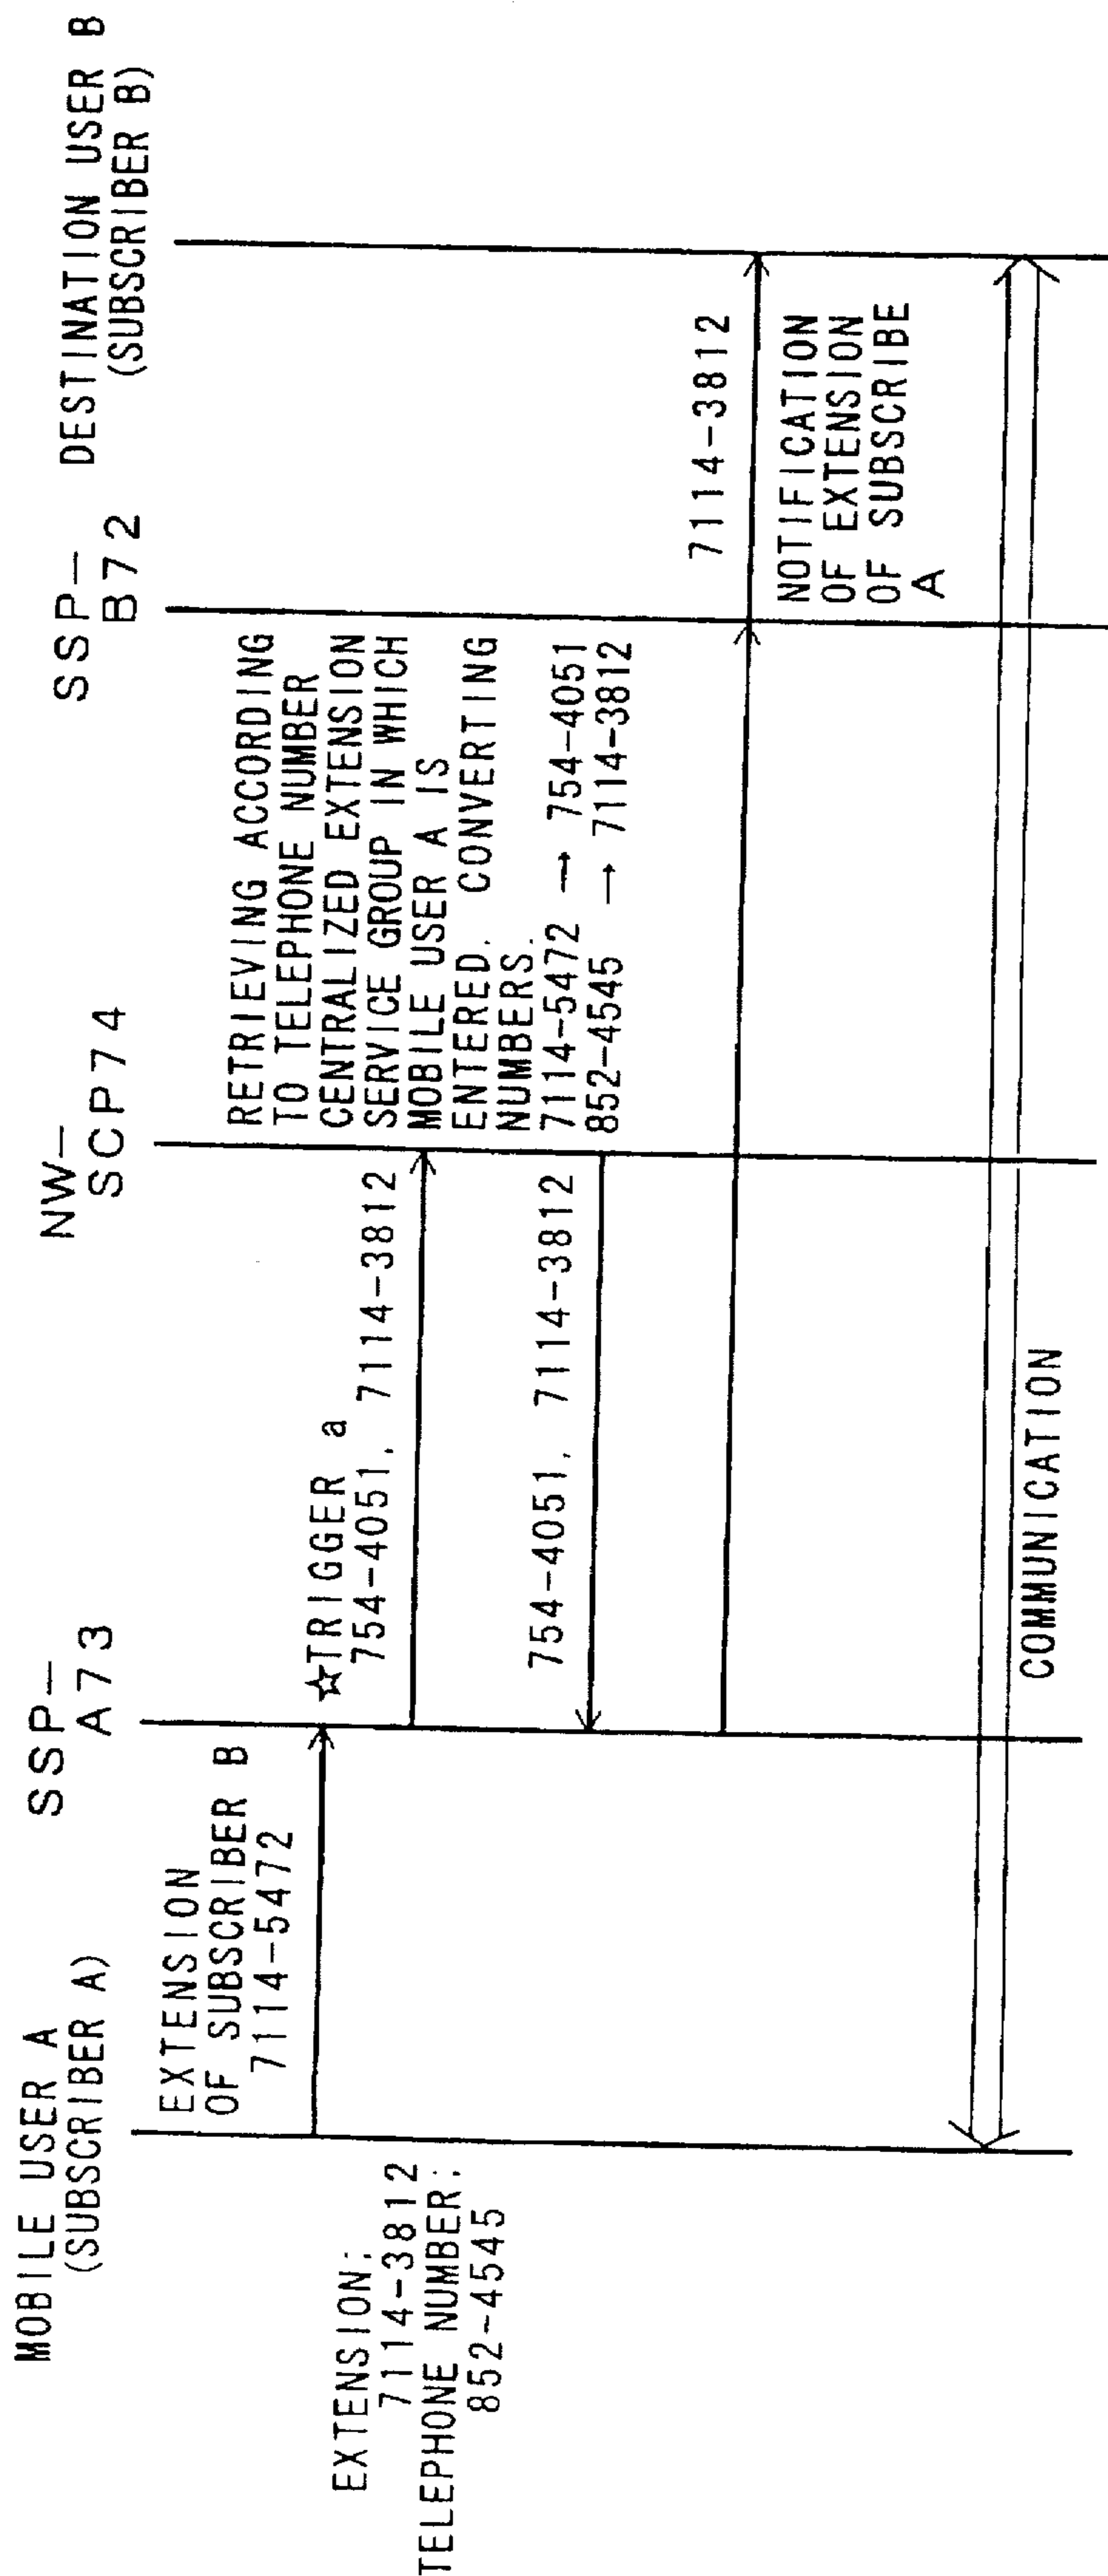 MOBILE USER A
(SUBSCRIBER A)
SSP—
A73
NW—
SCP74
SSP—
B72
DESTINATION USER B
(SUBSCRIBER B)
EXTENSION:
7114-3812
TELEPHONE NUMBER:
852-4545
EXTENSION
OF SUBSCRIBER B
7114-5472
☆TRIGGER a
754-4051, 7114-3812
754-4051, 7114-3812
RETRIEVING ACCORDING
TO TELEPHONE NUMBER
CENTRALIZED EXTENSION
SERVICE GROUP IN WHICH
MOBILE USER A IS
ENTERED. CONVERTING
NUMBERS.
7114-5472 → 754-4051
852-4545 → 7114-3812
7114-3812
NOTIFICATION
OF EXTENSION
OF SUBSCRIBE
A
COMMUNICATION